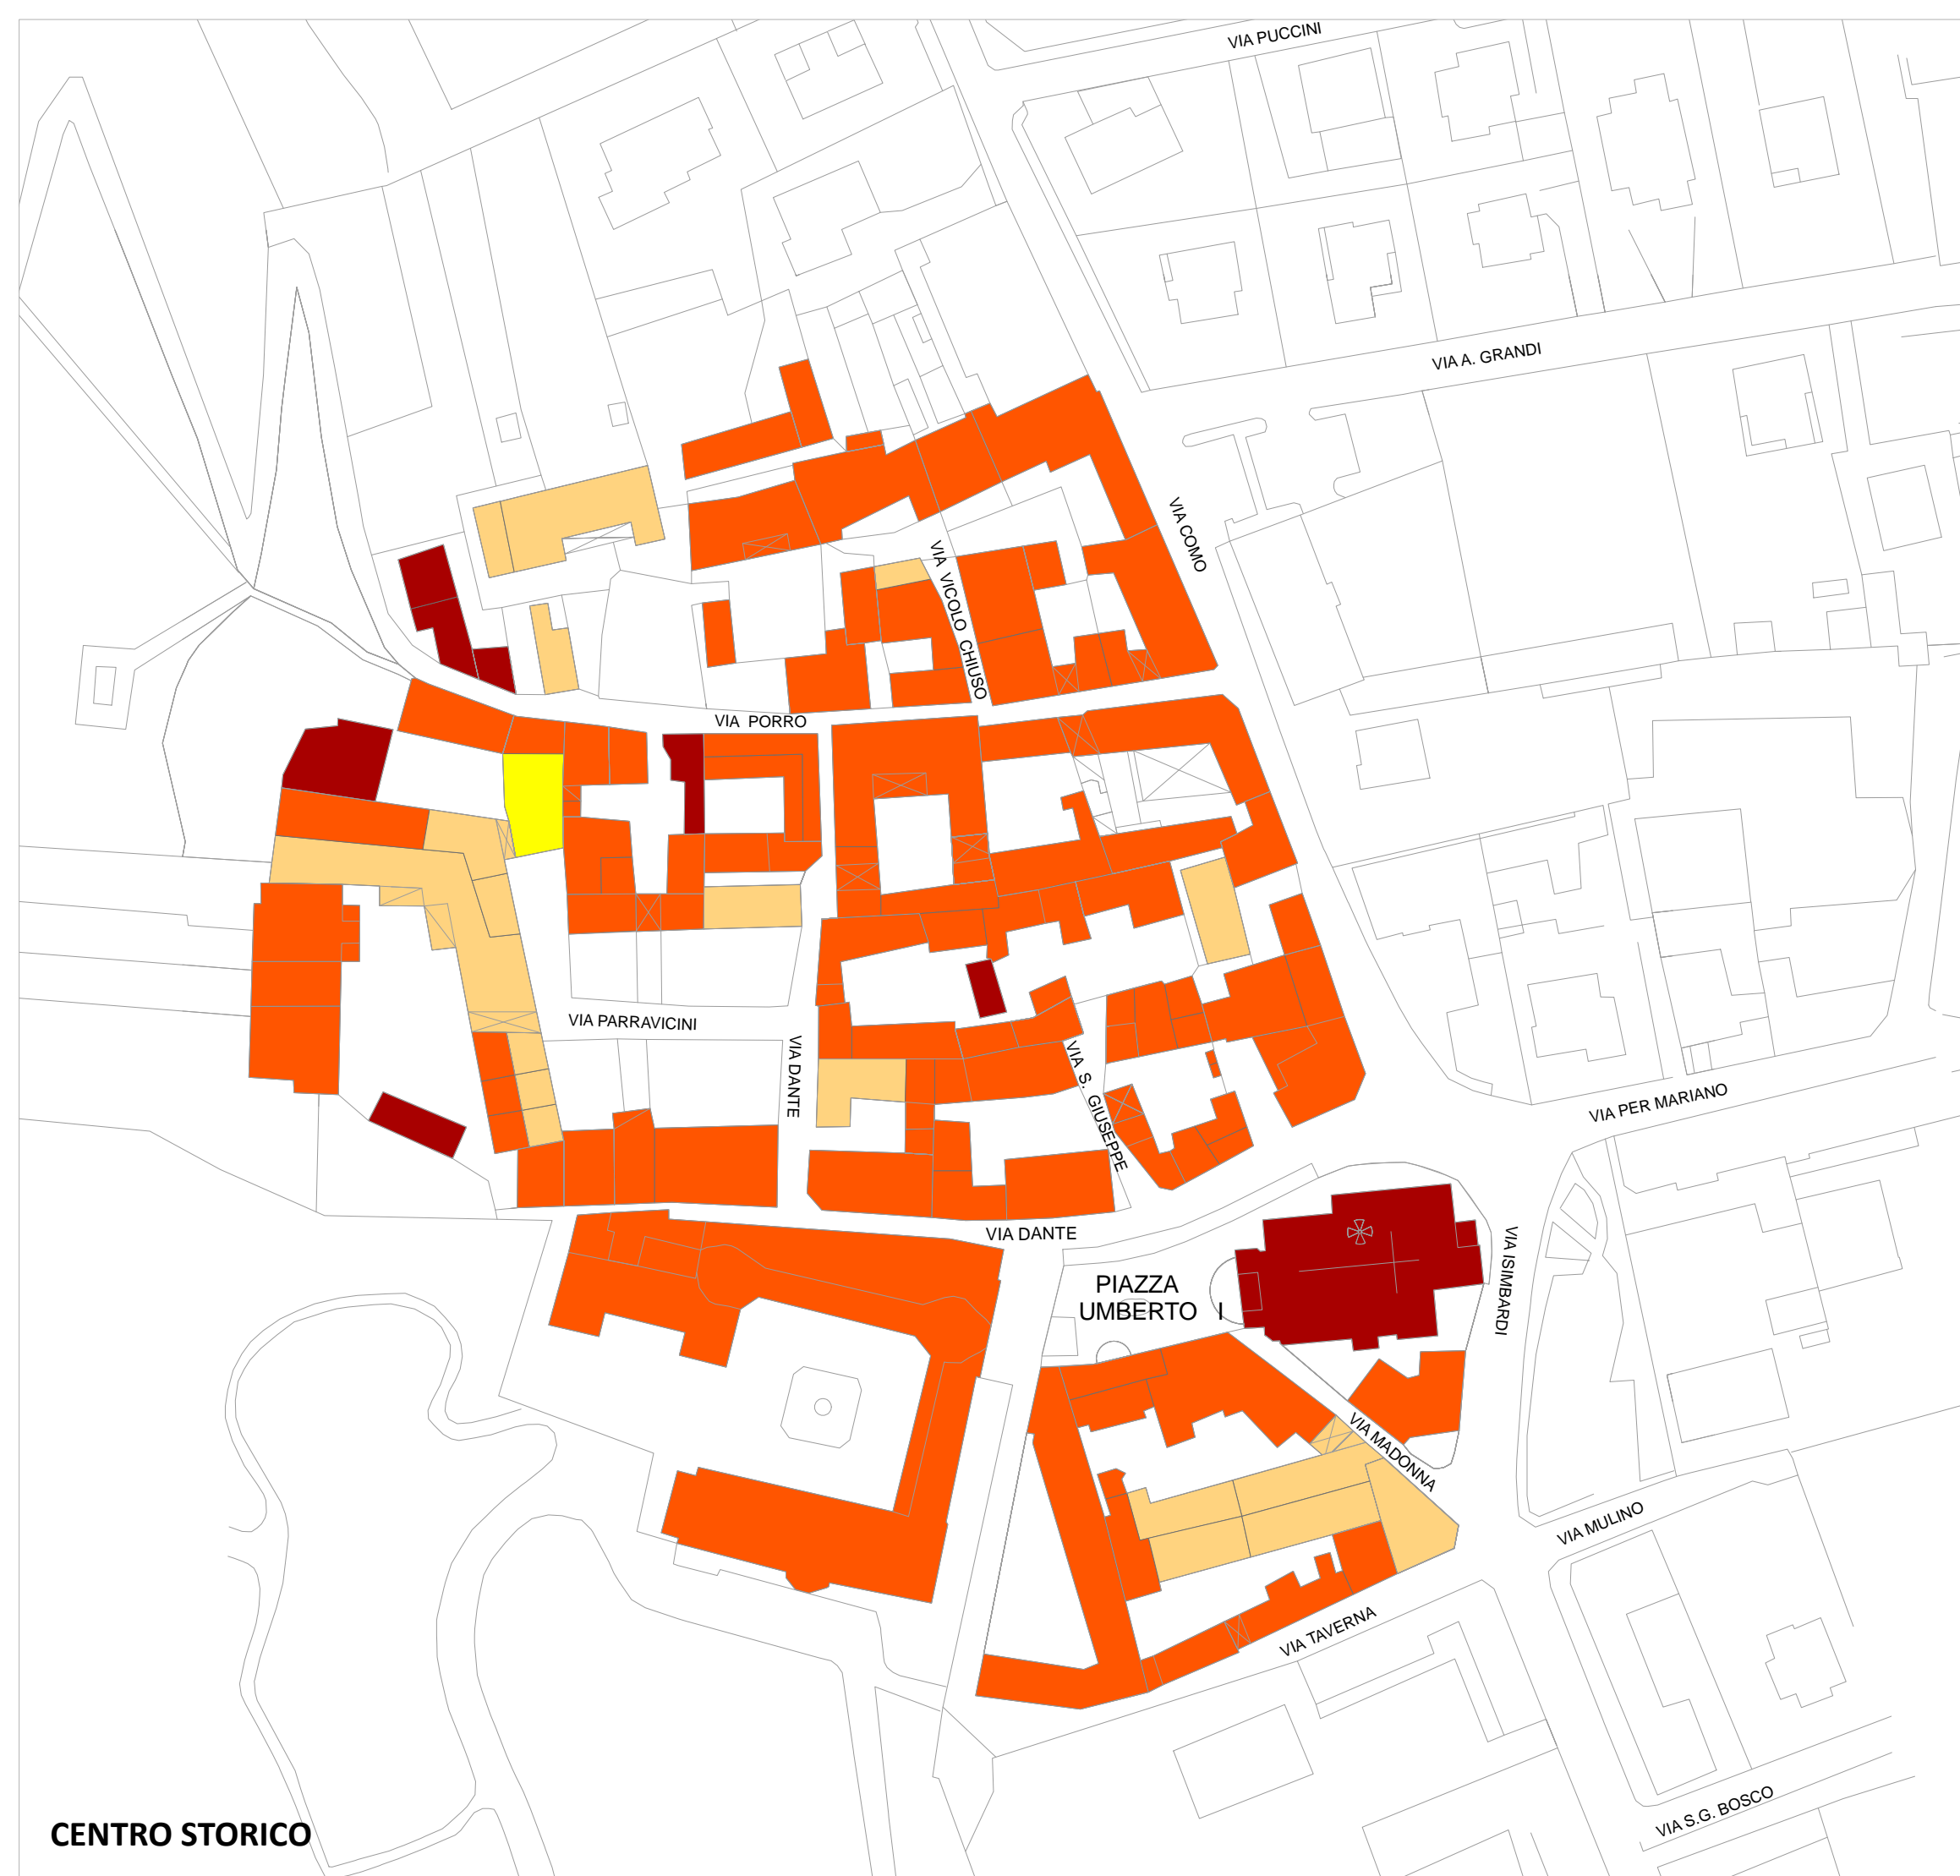 VIA PUCCINI
VIA A. GRANDI
VIA COMO
VIA VICOLO CHIUSO
VIA PORRO
VIA PARRAVICINI
VIA DANTE
VIA S. GIUSEPPE
VIA PER MARIANO
VIA DANTE
VIA ISIMBARDI
PIAZZA
UMBERTO I
VIA MADONNA
VIA MULINO
VIA TAVERNA
VIA S.G. BOSCO
CENTRO STORICO